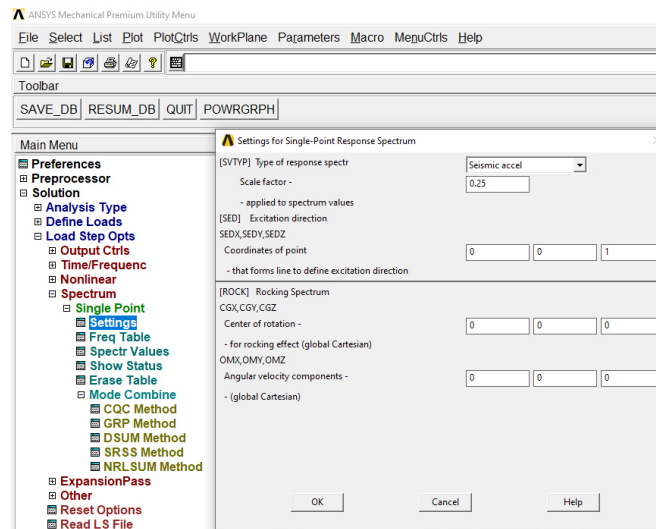 ANSYS Mechanical Premium Utility Menu
File Select List Plot PlotCtrls WorkPlane Parameters Macro MenuCtrls Help
Toolbar
SAVE_DB RESUM_DB QUIT POWRGRPH
Main Menu
Preferences
Preprocessor
Solution
Analysis Type
Define Loads
Load Step Opts
Output Ctrls
Time/Frequenc
Nonlinear
Spectrum
Single Point
Settings
Freq Table
Spectr Values
Show Status
Erase Table
Mode Combine
CQC Method
GRP Method
DSUM Method
SRSS Method
NRLSUM Method
ExpansionPass
Other
Reset Options
Read LS File
Settings for Single-Point Response Spectrum
[SVTYP] Type of response spectr Seismic accel
Scale factor - 0.25
- applied to spectrum values
[SED] Excitation direction
SEDX,SEDY,SEDZ
Coordinates of point 0 0 1
- that forms line to define excitation direction
[ROCK] Rocking Spectrum
CGX,CGY,CGZ
Center of rotation - 0 0 0
- for rocking effect (global Cartesian)
OMX,OMY,OMZ
Angular velocity components - 0 0 0
- (global Cartesian)
OK Cancel Help